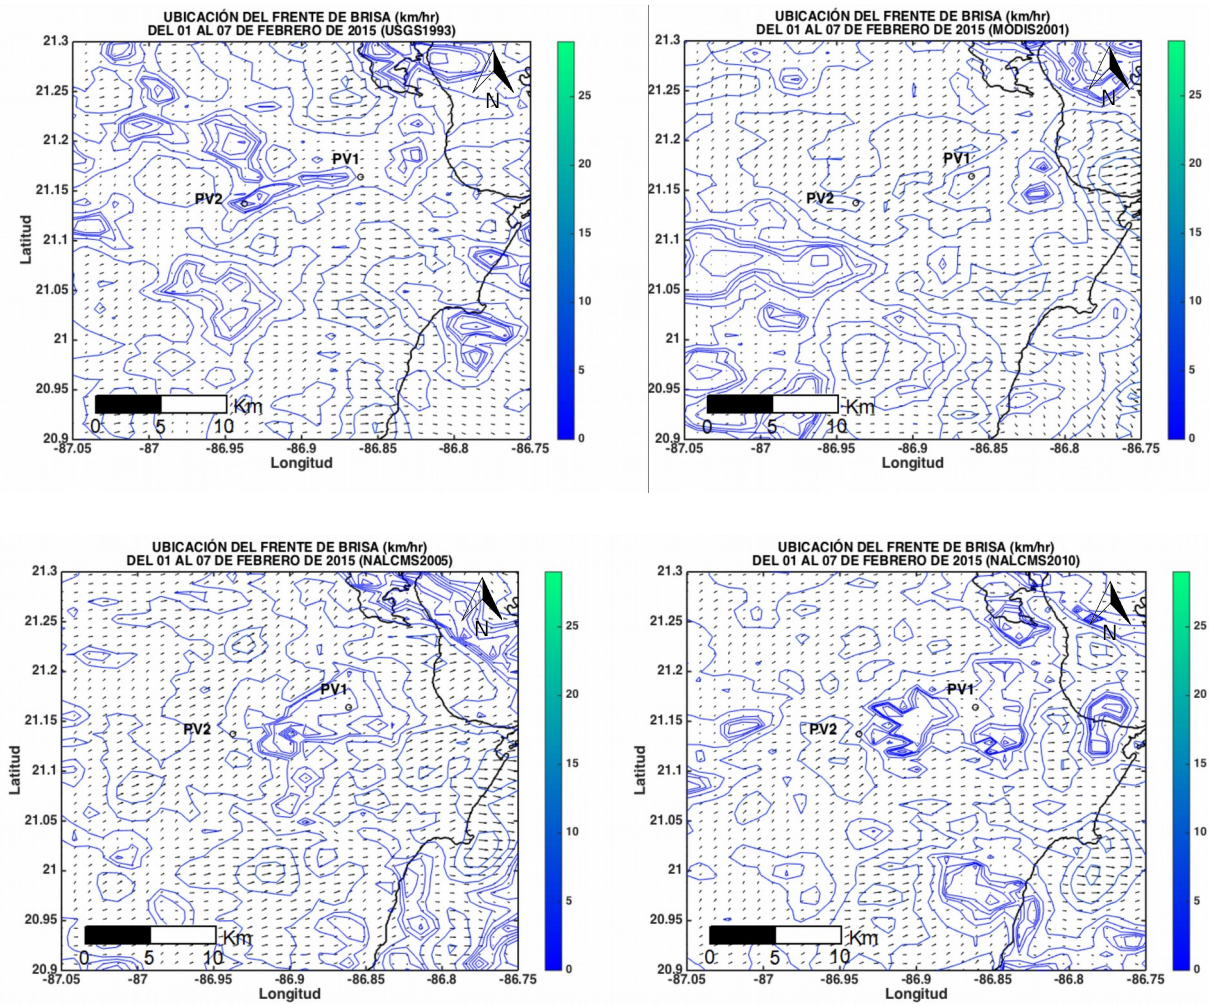 UBICACIÓN DEL FRENTE DE BRISA (km/hr)
DEL 01 AL 07 DE FEBRERO DE 2015 (USGS1993)
21.3
21.25
21.2
21.15
21.1
21.05
21
20.95
20.9
Latitud
N
PV1
PV2
Km
0 5 10
-87.05 -87 -86.95 -86.9 -86.85 -86.8 -86.75
Longitud
25
20
15
10
5
0
UBICACIÓN DEL FRENTE DE BRISA (km/hr)
DEL 01 AL 07 DE FEBRERO DE 2015 (MODIS2001)
21.3
21.25
21.2
21.15
21.1
21.05
21
20.95
20.9
Latitud
N
PV1
PV2
Km
0 5 10
-87.05 -87 -86.95 -86.9 -86.85 -86.8 -86.75
Longitud
25
20
15
10
5
0
UBICACIÓN DEL FRENTE DE BRISA (km/hr)
DEL 01 AL 07 DE FEBRERO DE 2015 (NALCMS2005)
21.3
21.25
21.2
21.15
21.1
21.05
21
20.95
20.9
Latitud
N
PV1
PV2
Km
0 5 10
-87.05 -87 -86.95 -86.9 -86.85 -86.8 -86.75
Longitud
25
20
15
10
5
0
UBICACIÓN DEL FRENTE DE BRISA (km/hr)
DEL 01 AL 07 DE FEBRERO DE 2015 (NALCMS2010)
21.3
21.25
21.2
21.15
21.1
21.05
21
20.95
20.9
Latitud
N
PV1
PV2
Km
0 5 10
-87.05 -87 -86.95 -86.9 -86.85 -86.8 -86.75
Longitud
25
20
15
10
5
0